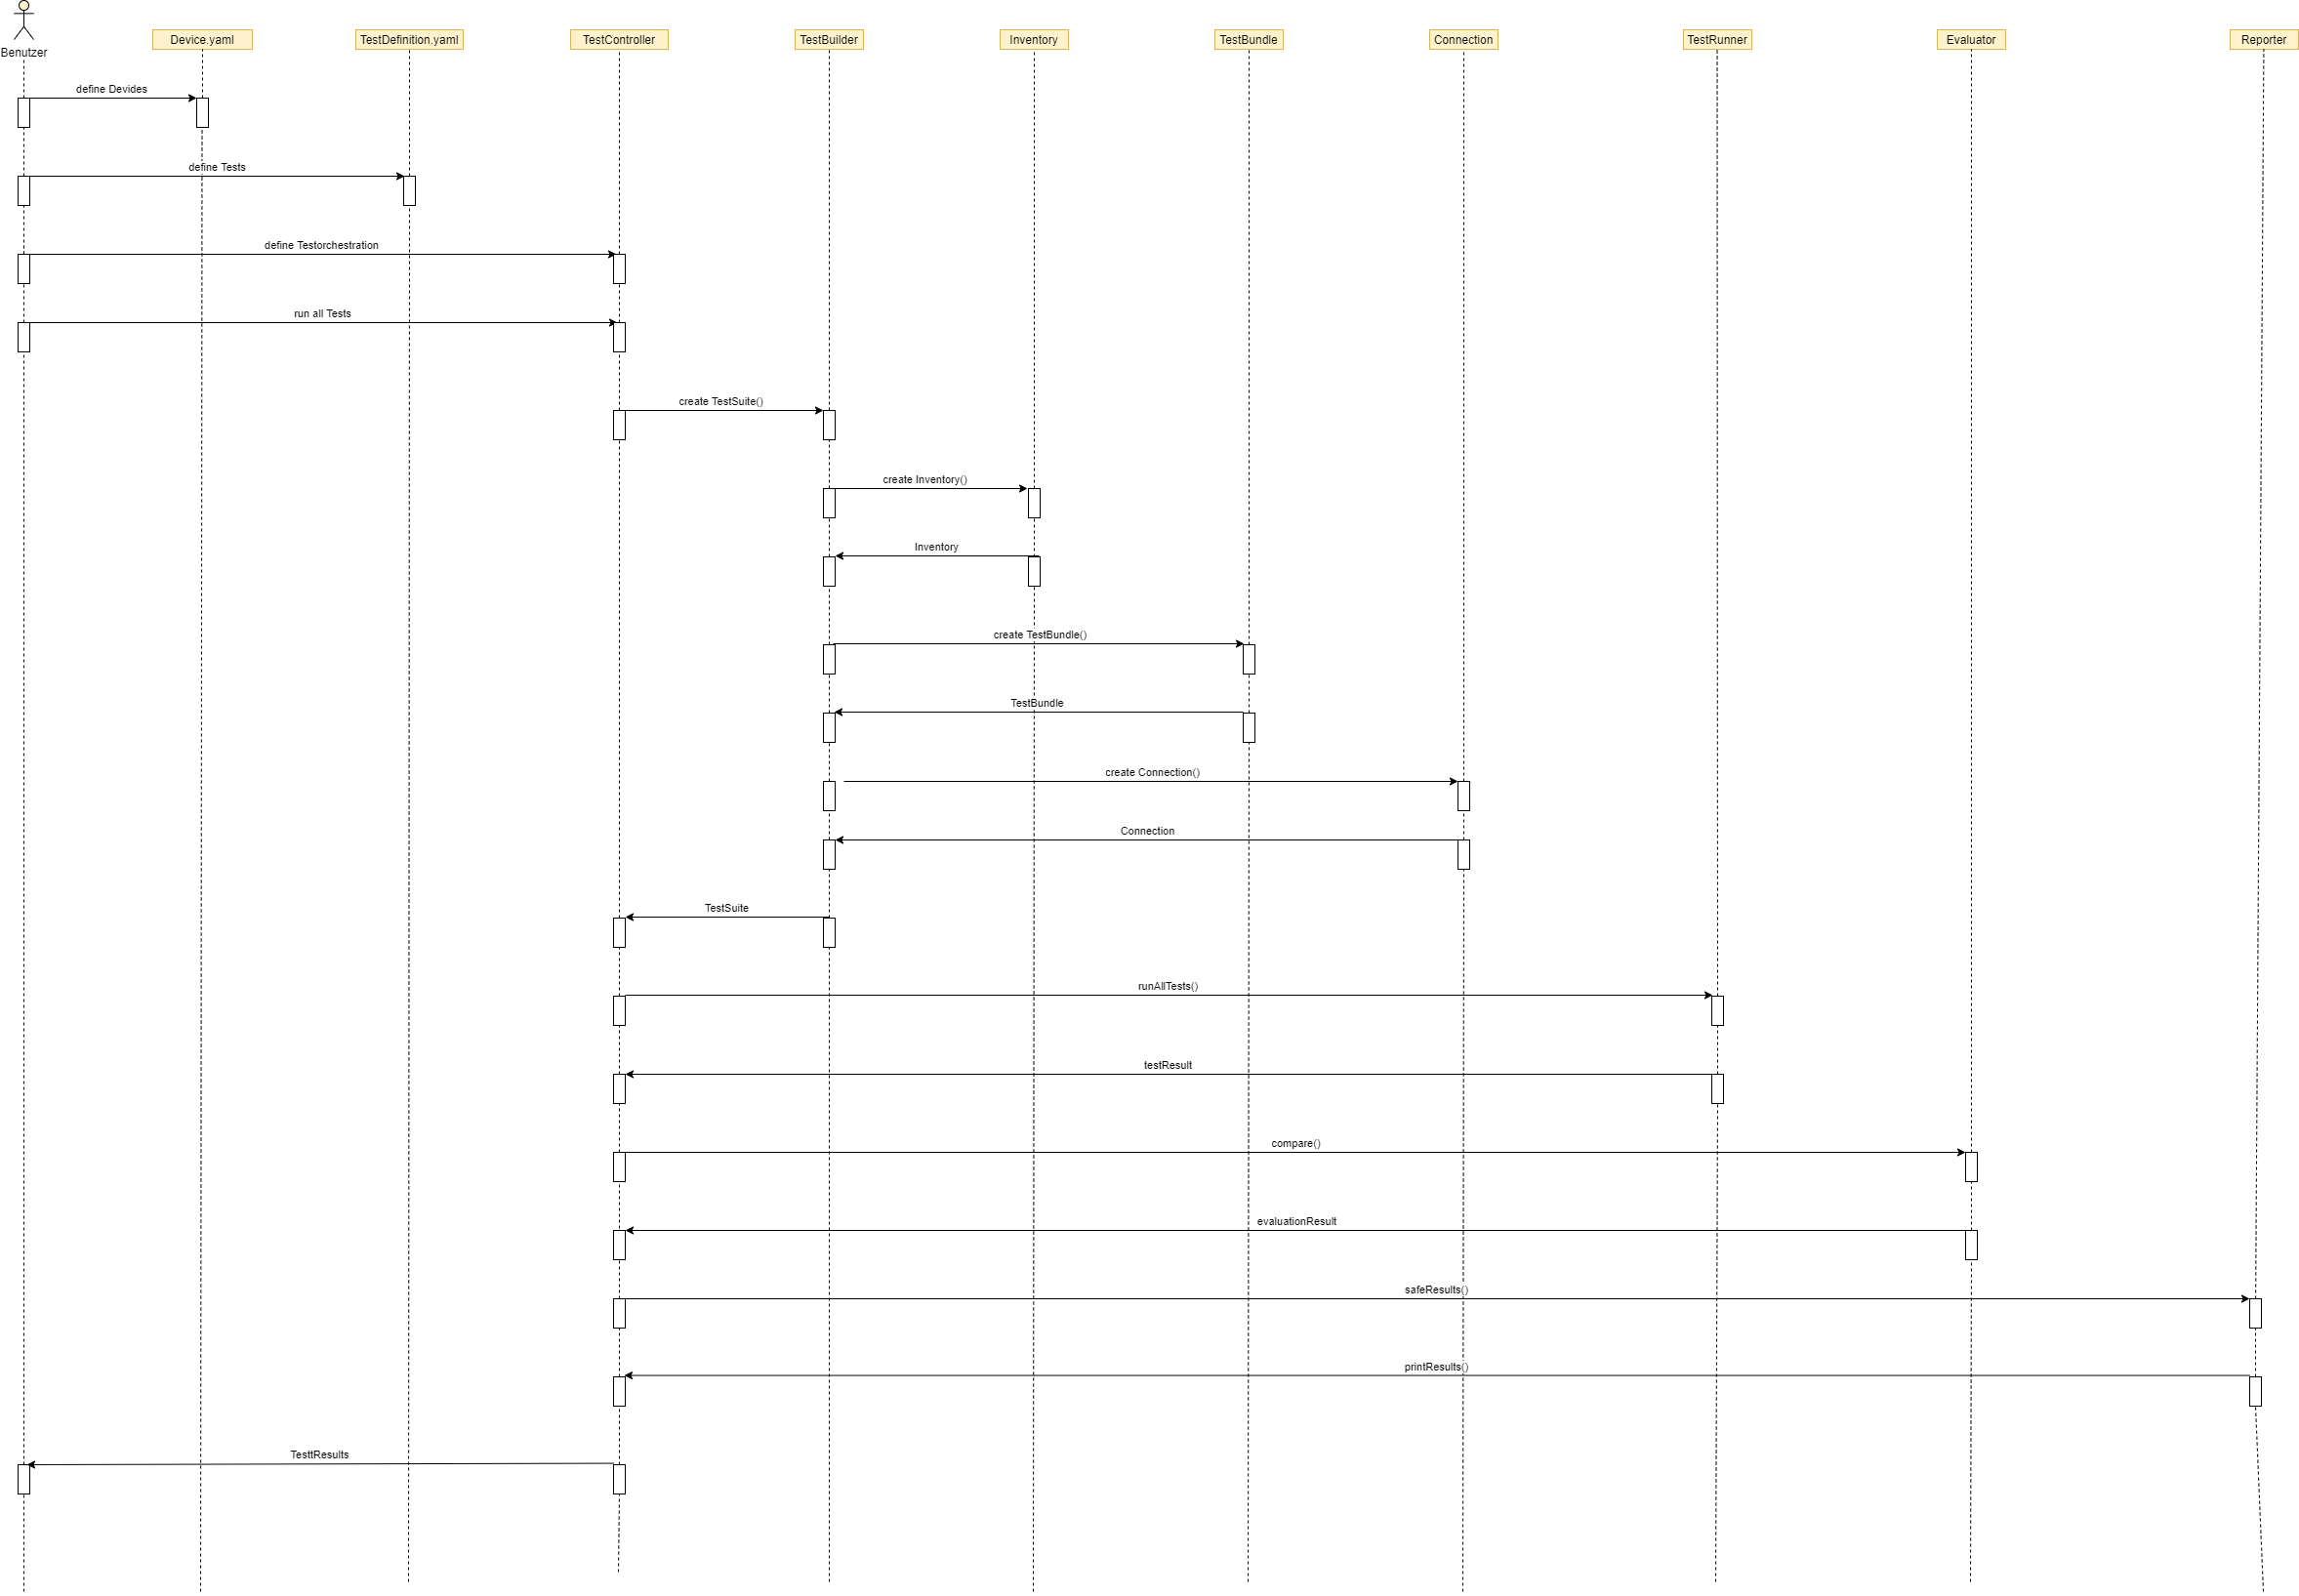 Benutzer
Device.yaml
TestDefinition.yaml
TestController
TestBuilder
Inventory
TestBundle
Connection
TestRunner
Evaluator
Reporter
define Devides
define Tests
define Testorchestration
run all Tests
create TestSuite()
create Inventory()
Inventory
create TestBundle()
TestBundle
create Connection()
Connection
TestSuite
runAllTests()
testResult
compare()
evaluationResult
safeResults()
printResults()
TesttResults